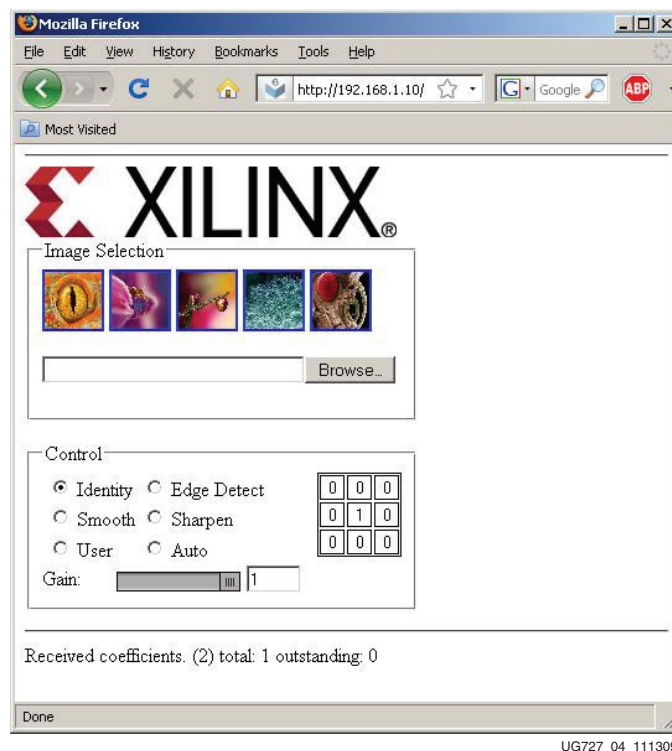 Mozilla Firefox
File Edit View History Bookmarks Tools Help
http://192.168.1.10/ G Google ABP
Most Visited
XILINX®
Image Selection
Browse...
Control
Identity Edge Detect 0 0 0
Smooth Sharpen 0 1 0
User Auto 0 0 0
Gain: 1
Received coefficients. (2) total: 1 outstanding: 0
Done